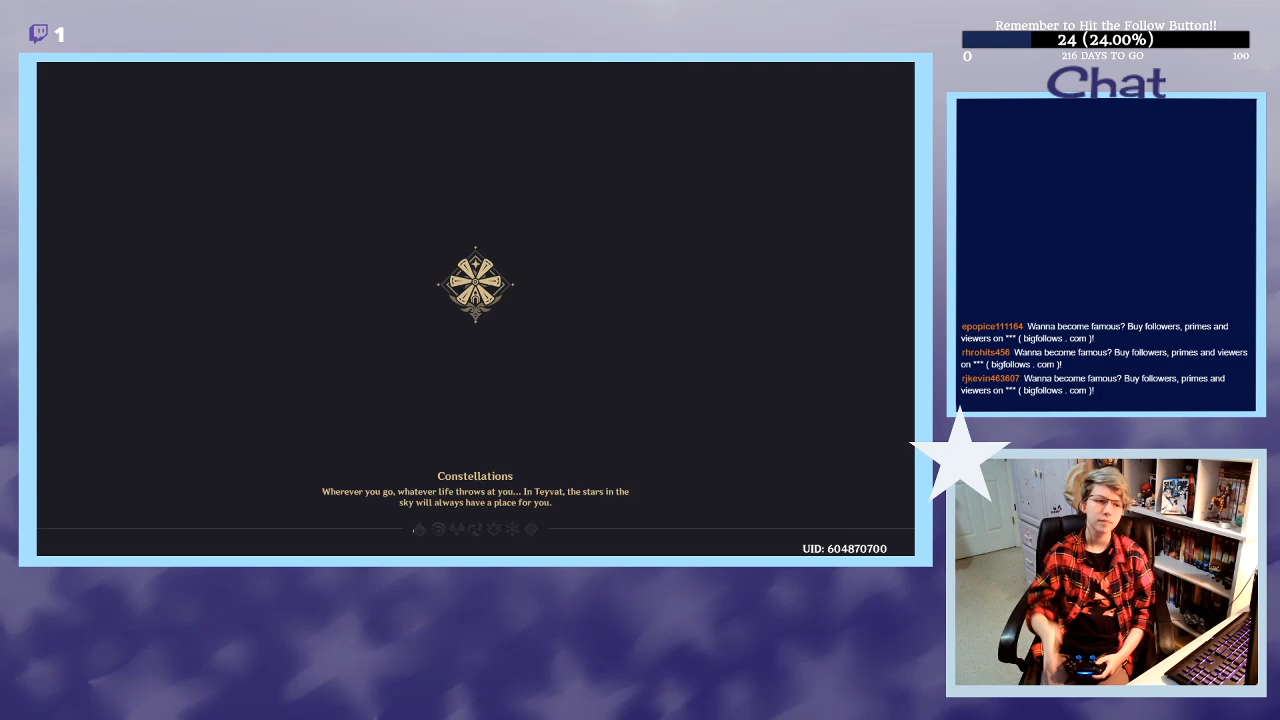 1
Remember to Hit the Follow Button!!
24 (24.00%)
0
216 DAYS TO GO
100
Chat
epopice111164 Wanna become famous? Buy followers, primes and
viewers on *** ( bigfollows . com )!
rhrohits456 Wanna become famous? Buy followers, primes and viewers
on *** ( bigfollows . com )!
rjkevin463607 Wanna become famous? Buy followers, primes and
viewers on *** ( bigfollows . com )!
Constellations
Wherever you go, whatever life throws at you... In Teyvat, the stars in the
sky will always have a place for you.
UID: 604870700